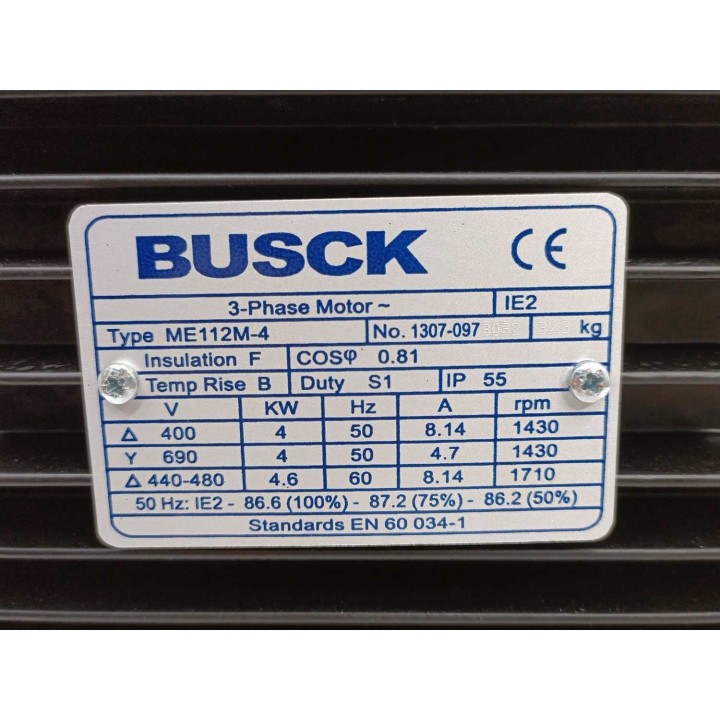 BUSCK CE
3-Phase Motor ~ IE2
Type ME112M-4 No. 1307-097 kg
Insulation F COSφ 0.81
Temp Rise B Duty S1 IP 55
V KW Hz A rpm
Δ 400 4 50 8.14 1430
Y 690 4 50 4.7 1430
Δ 440-480 4.6 60 8.14 1710
50 Hz: IE2 - 86.6 (100%) - 87.2 (75%) - 86.2 (50%)
Standards EN 60 034-1